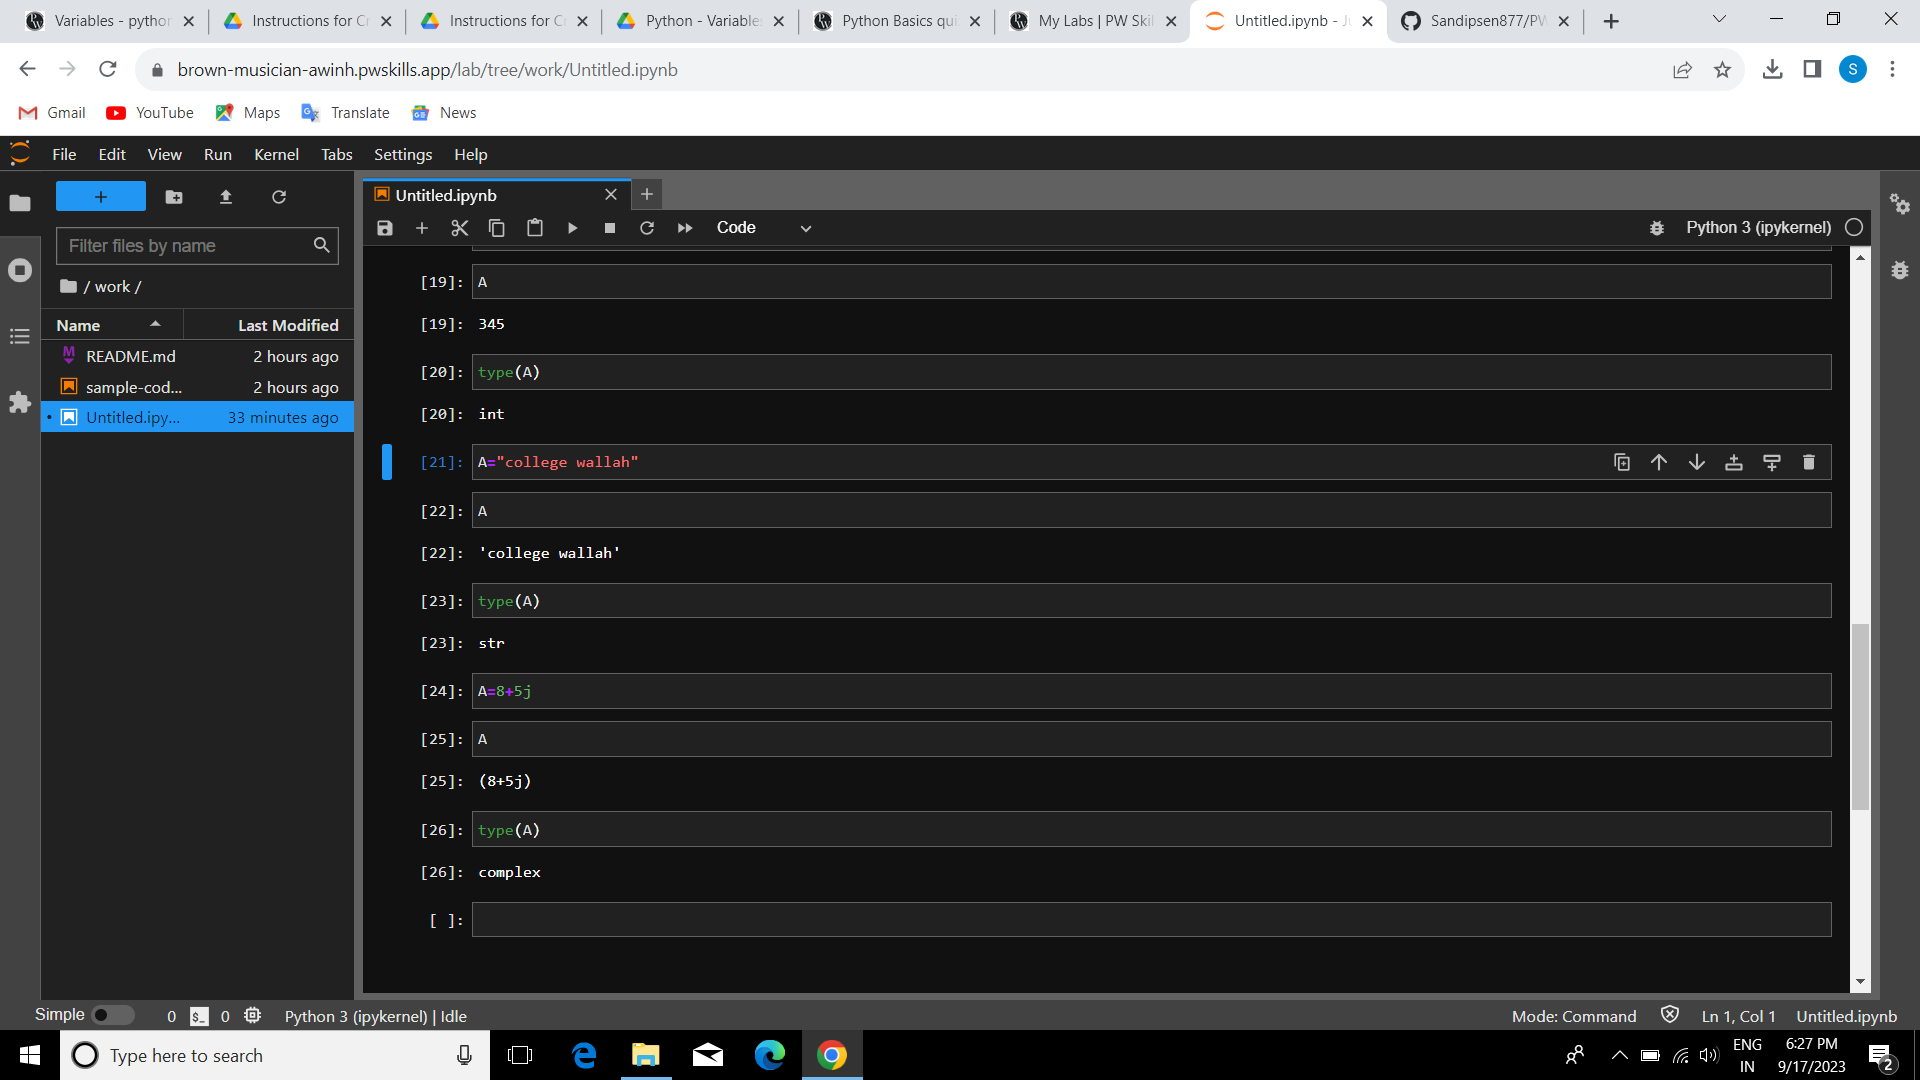 Variables - python
Instructions for Cr
Instructions for Cr
Python - Variables
Python Basics qui
My Labs | PW Skil
Untitled.ipynb - Ju
Sandipsen877/PW
brown-musician-awinh.pwskills.app/lab/tree/work/Untitled.ipynb
S
Gmail
YouTube
Maps
Translate
News
File Edit View Run Kernel Tabs Settings Help
Filter files by name
/ work /
Name Last Modified
README.md 2 hours ago
sample-cod... 2 hours ago
Untitled.ipy... 33 minutes ago
Untitled.ipynb
Code
Python 3 (ipykernel)
[19]: A
[19]: 345
[20]: type(A)
[20]: int
[21]: A="college wallah"
[22]: A
[22]: 'college wallah'
[23]: type(A)
[23]: str
[24]: A=8+5j
[25]: A
[25]: (8+5j)
[26]: type(A)
[26]: complex
[ ]:
Simple 0 $_ 0 Python 3 (ipykernel) | Idle
Mode: Command Ln 1, Col 1 Untitled.ipynb
Type here to search
ENG
IN
6:27 PM
9/17/2023
2